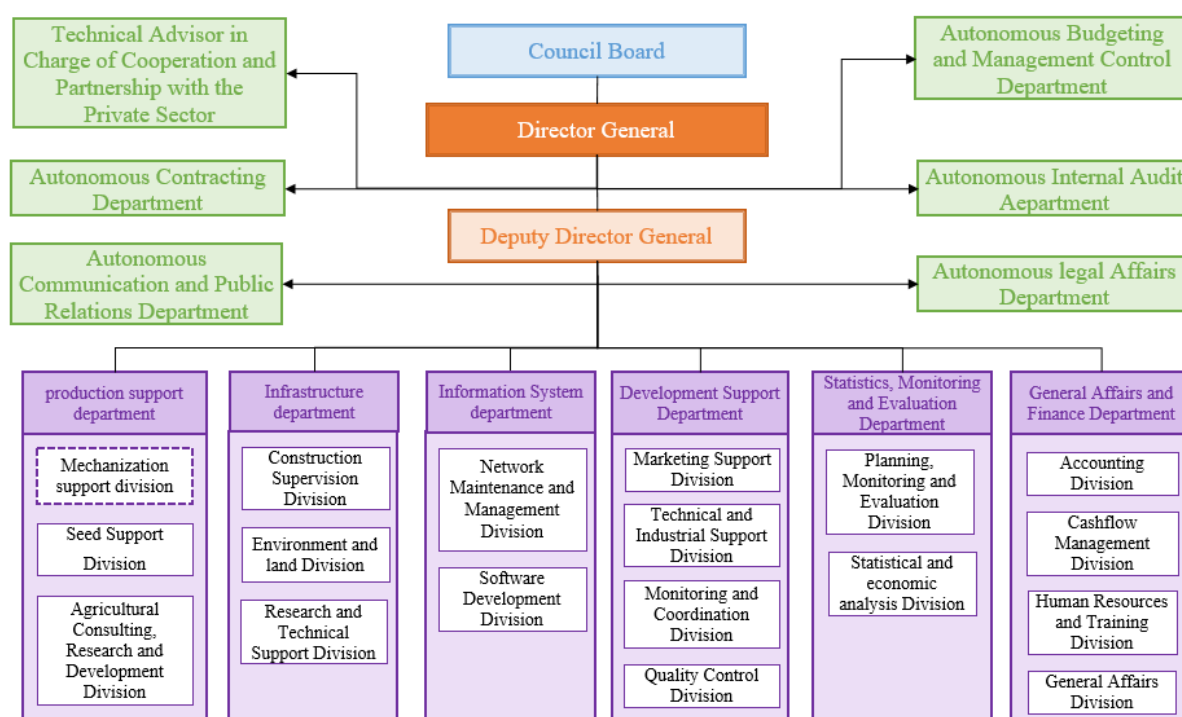 Technical Advisor in
Charge of Cooperation and
Partnership with the
Private Sector
Council Board
Autonomous Budgeting
and Management Control
Department
Director General
Autonomous Contracting
Department
Autonomous Internal Audit
Aepartment
Deputy Director General
Autonomous
Communication and Public
Relations Department
Autonomous legal Affairs
Department
production support
department
Mechanization
support division
Seed Support
Division
Agricultural
Consulting,
Research and
Development
Division
Infrastructure
department
Construction
Supervision
Division
Environment and
land Division
Research and
Technical
Support Division
Information System
department
Network
Maintenance and
Management
Division
Software
Development
Division
Development Support
Department
Marketing Support
Division
Technical and
Industrial Support
Division
Monitoring and
Coordination
Division
Quality Control
Division
Statistics, Monitoring
and Evaluation
Department
Planning,
Monitoring and
Evaluation
Division
Statistical and
economic
analysis Division
General Affairs and
Finance Department
Accounting
Division
Cashflow
Management
Division
Human Resources
and Training
Division
General Affairs
Division